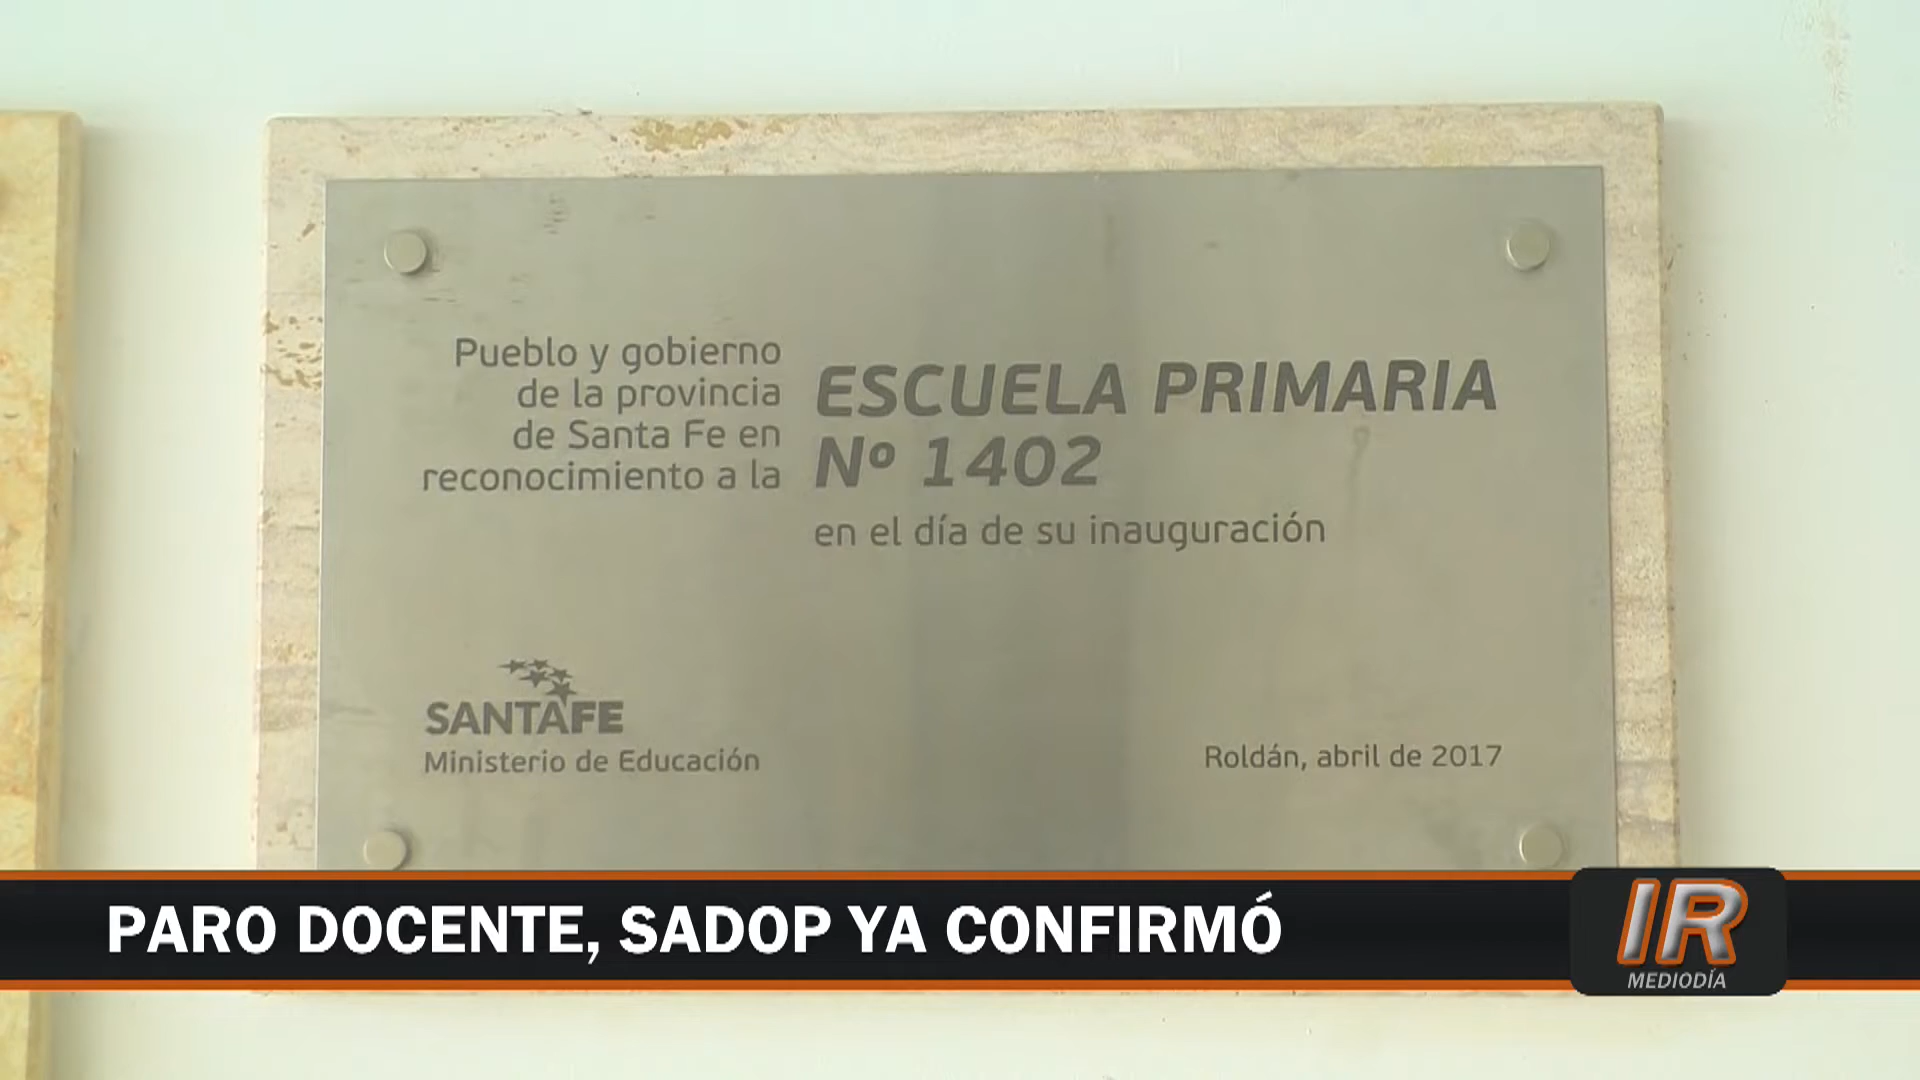 Pueblo y gobierno
de la provincia
de Santa Fe en
reconocimiento a la
ESCUELA PRIMARIA
Nº 1402
en el día de su inauguración
SANTAFE
Ministerio de Educación
Roldán, abril de 2017
PARO DOCENTE, SADOP YA CONFIRMÓ
IR
MEDIODÍA